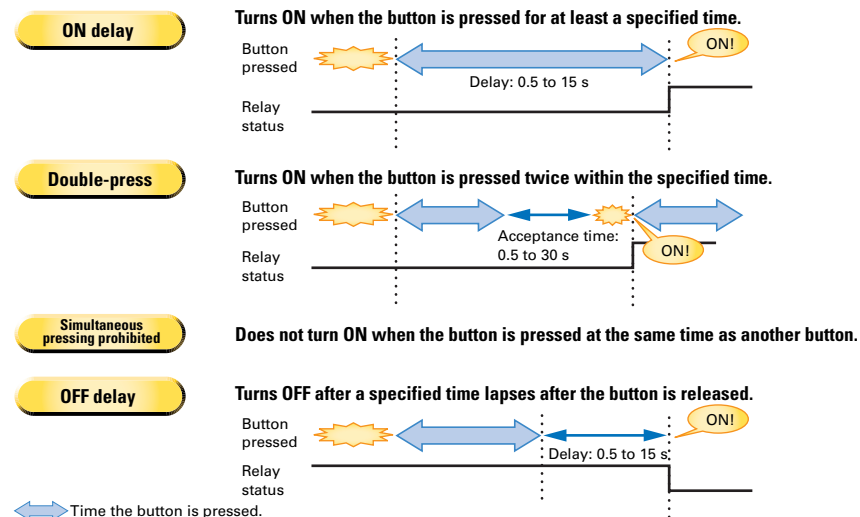 ON delay
Turns ON when the button is pressed for at least a specified time.
Button
pressed
ON!
Delay: 0.5 to 15 s
Relay
status
Double-press
Turns ON when the button is pressed twice within the specified time.
Button
pressed
Acceptance time:
0.5 to 30 s
ON!
Relay
status
Simultaneous
pressing prohibited
Does not turn ON when the button is pressed at the same time as another button.
OFF delay
Turns OFF after a specified time lapses after the button is released.
Button
pressed
ON!
Delay: 0.5 to 15 s
Relay
status
Time the button is pressed.